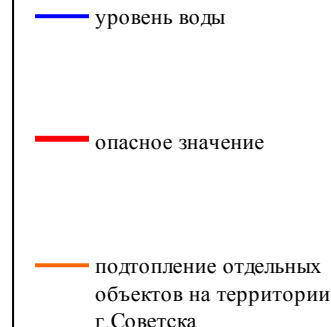 уровень воды
опасное значение
подтопление отдельных
объектов на территории
г.Советска